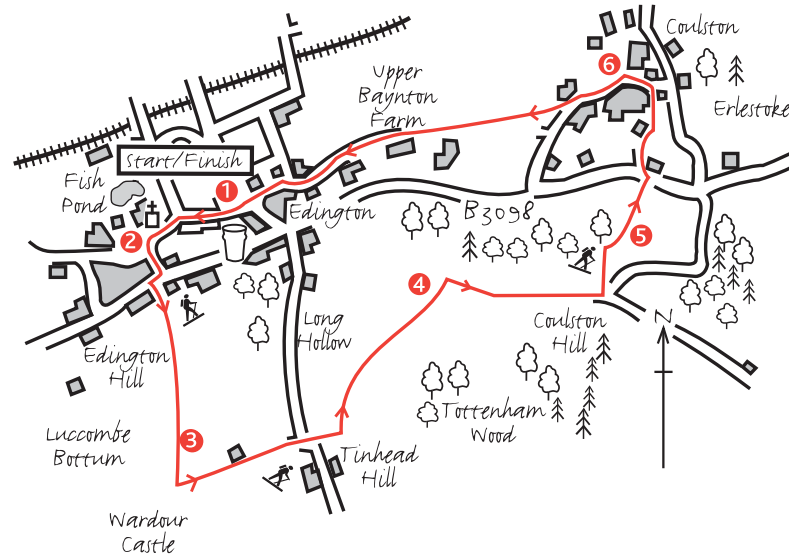 Coulston
6
Upper
Baynton
Farm
Erlestoke
Start/Finish
Fish
Pond
1
Edington
B3098
2
5
4
N
Long
Hollow
Coulston
Hill
Edington
Hill
Tottenham
Wood
3
Luccombe
Bottum
Tinhead
Hill
Wardour
Castle